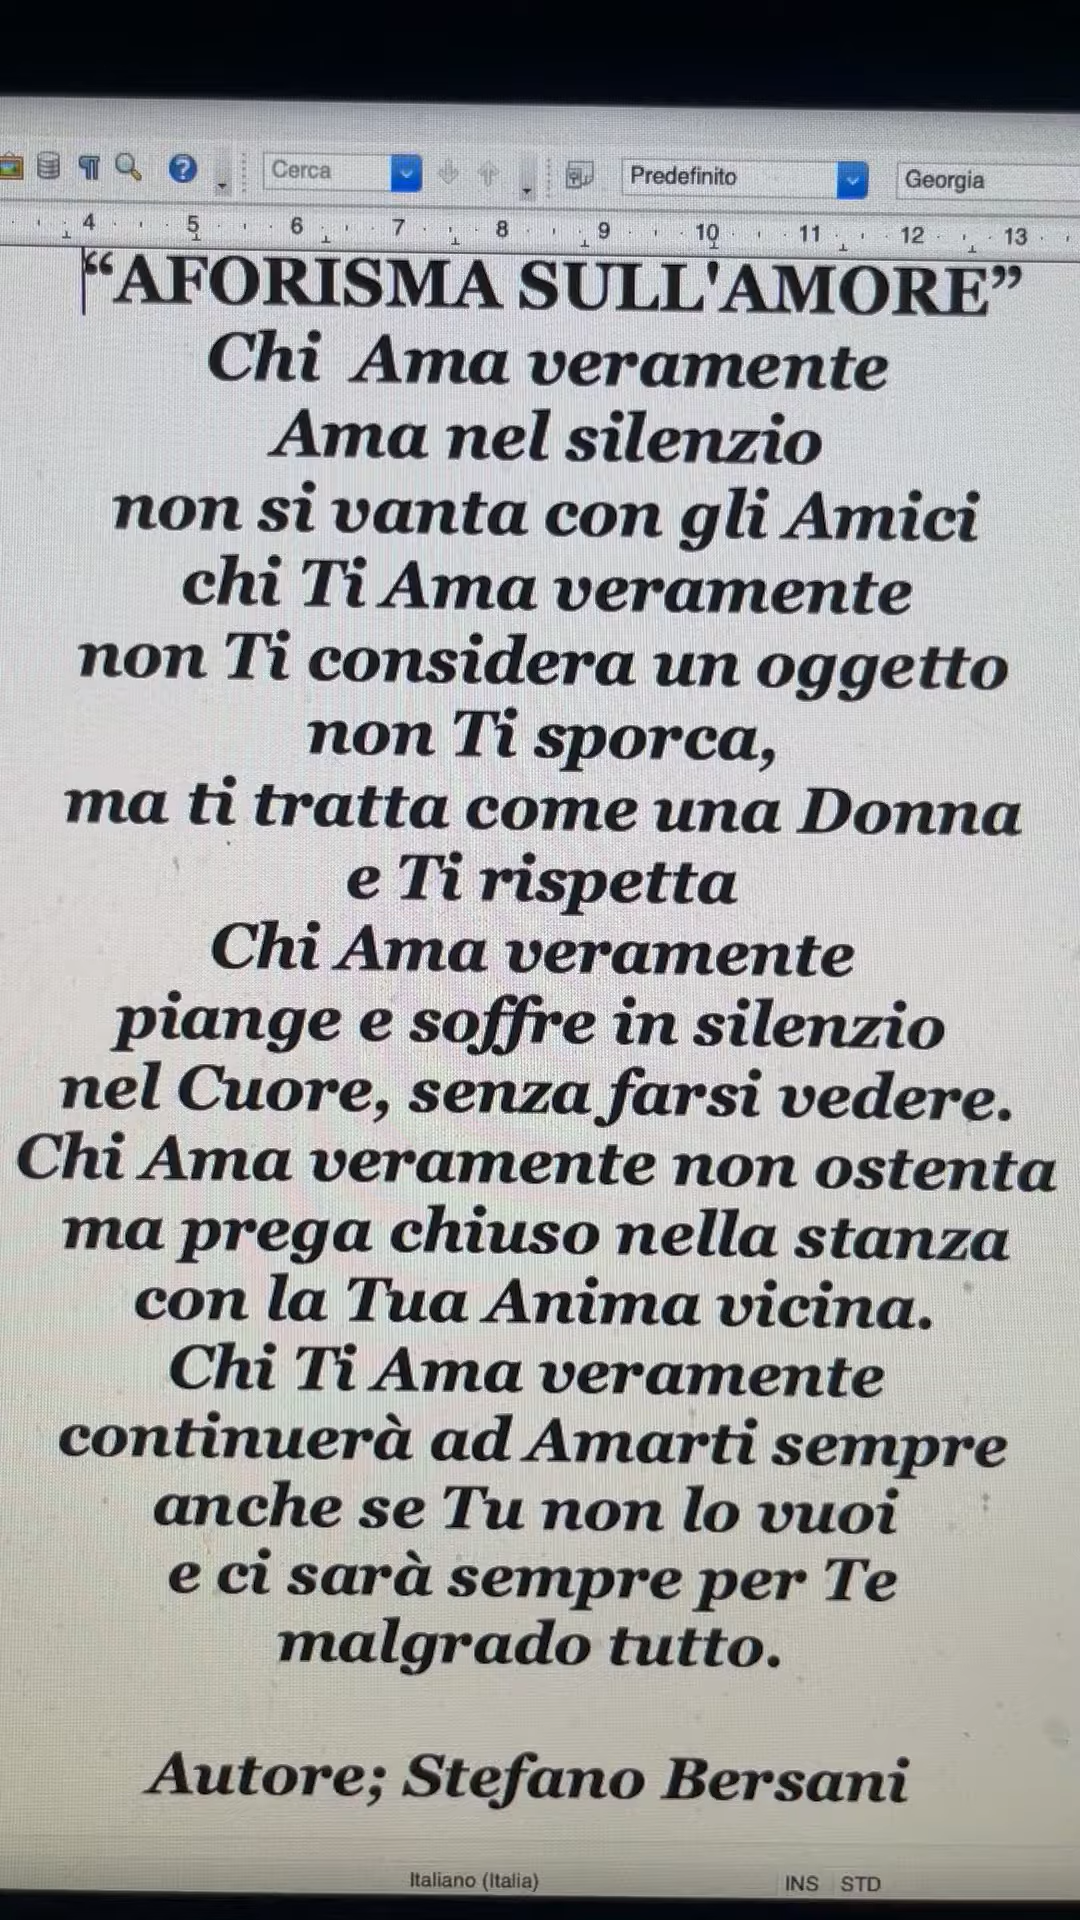 Cerca Predefinito Georgia
4 5 6 7 8 9 10 11 12 13
“AFORISMA SULL'AMORE”
Chi Ama veramente
Ama nel silenzio
non si vanta con gli Amici
chi Ti Ama veramente
non Ti considera un oggetto
non Ti sporca,
ma ti tratta come una Donna
e Ti rispetta
Chi Ama veramente
piange e soffre in silenzio
nel Cuore, senza farsi vedere.
Chi Ama veramente non ostenta
ma prega chiuso nella stanza
con la Tua Anima vicina.
Chi Ti Ama veramente
continuerà ad Amarti sempre
anche se Tu non lo vuoi
e ci sarà sempre per Te
malgrado tutto.
Autore; Stefano Bersani
Italiano (Italia) INS STD